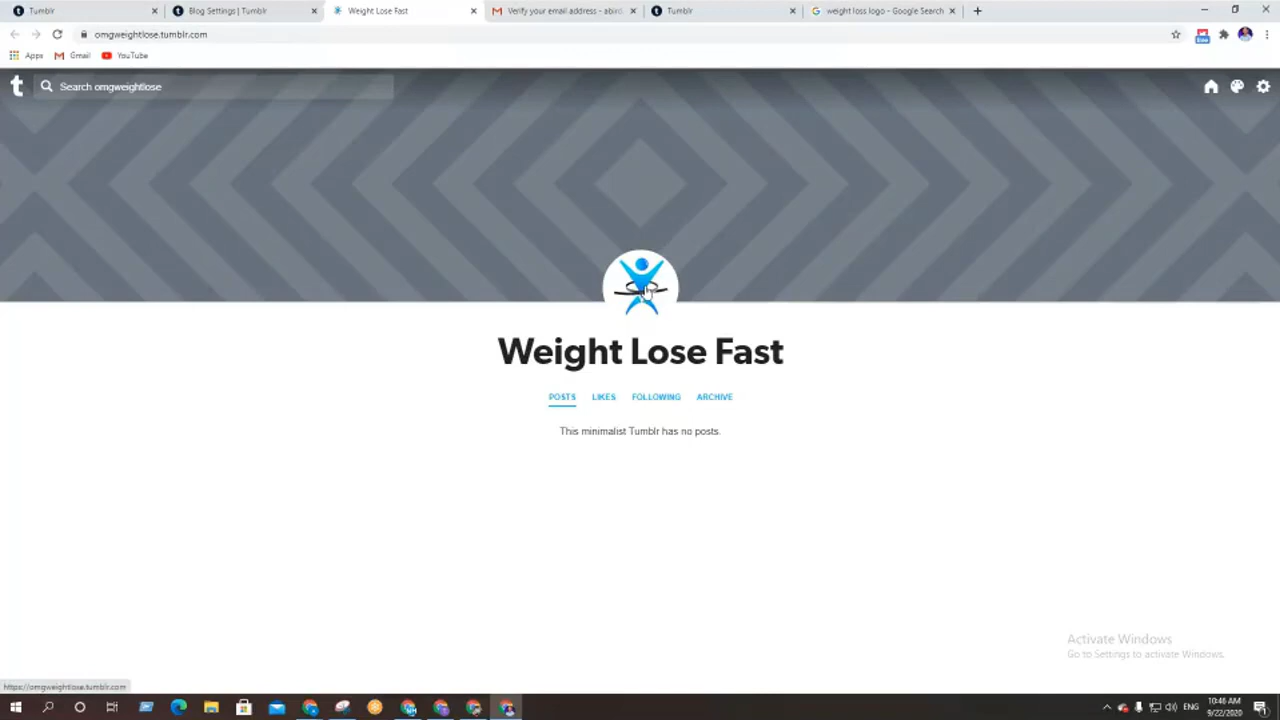 Tumblr
Blog Settings | Tumblr
Weight Lose Fast
Verify your email address - abiro
Tumblr
weight loss logo - Google Search
omgweightlose.tumblr.com
Apps
Gmail
YouTube
t
Search omgweightlose
Weight Lose Fast
POSTS
LIKES
FOLLOWING
ARCHIVE
This minimalist Tumblr has no posts.
Activate Windows
Go to Settings to activate Windows.
https://omgweightlose.tumblr.com
ENG
10:46 AM
9/22/2020